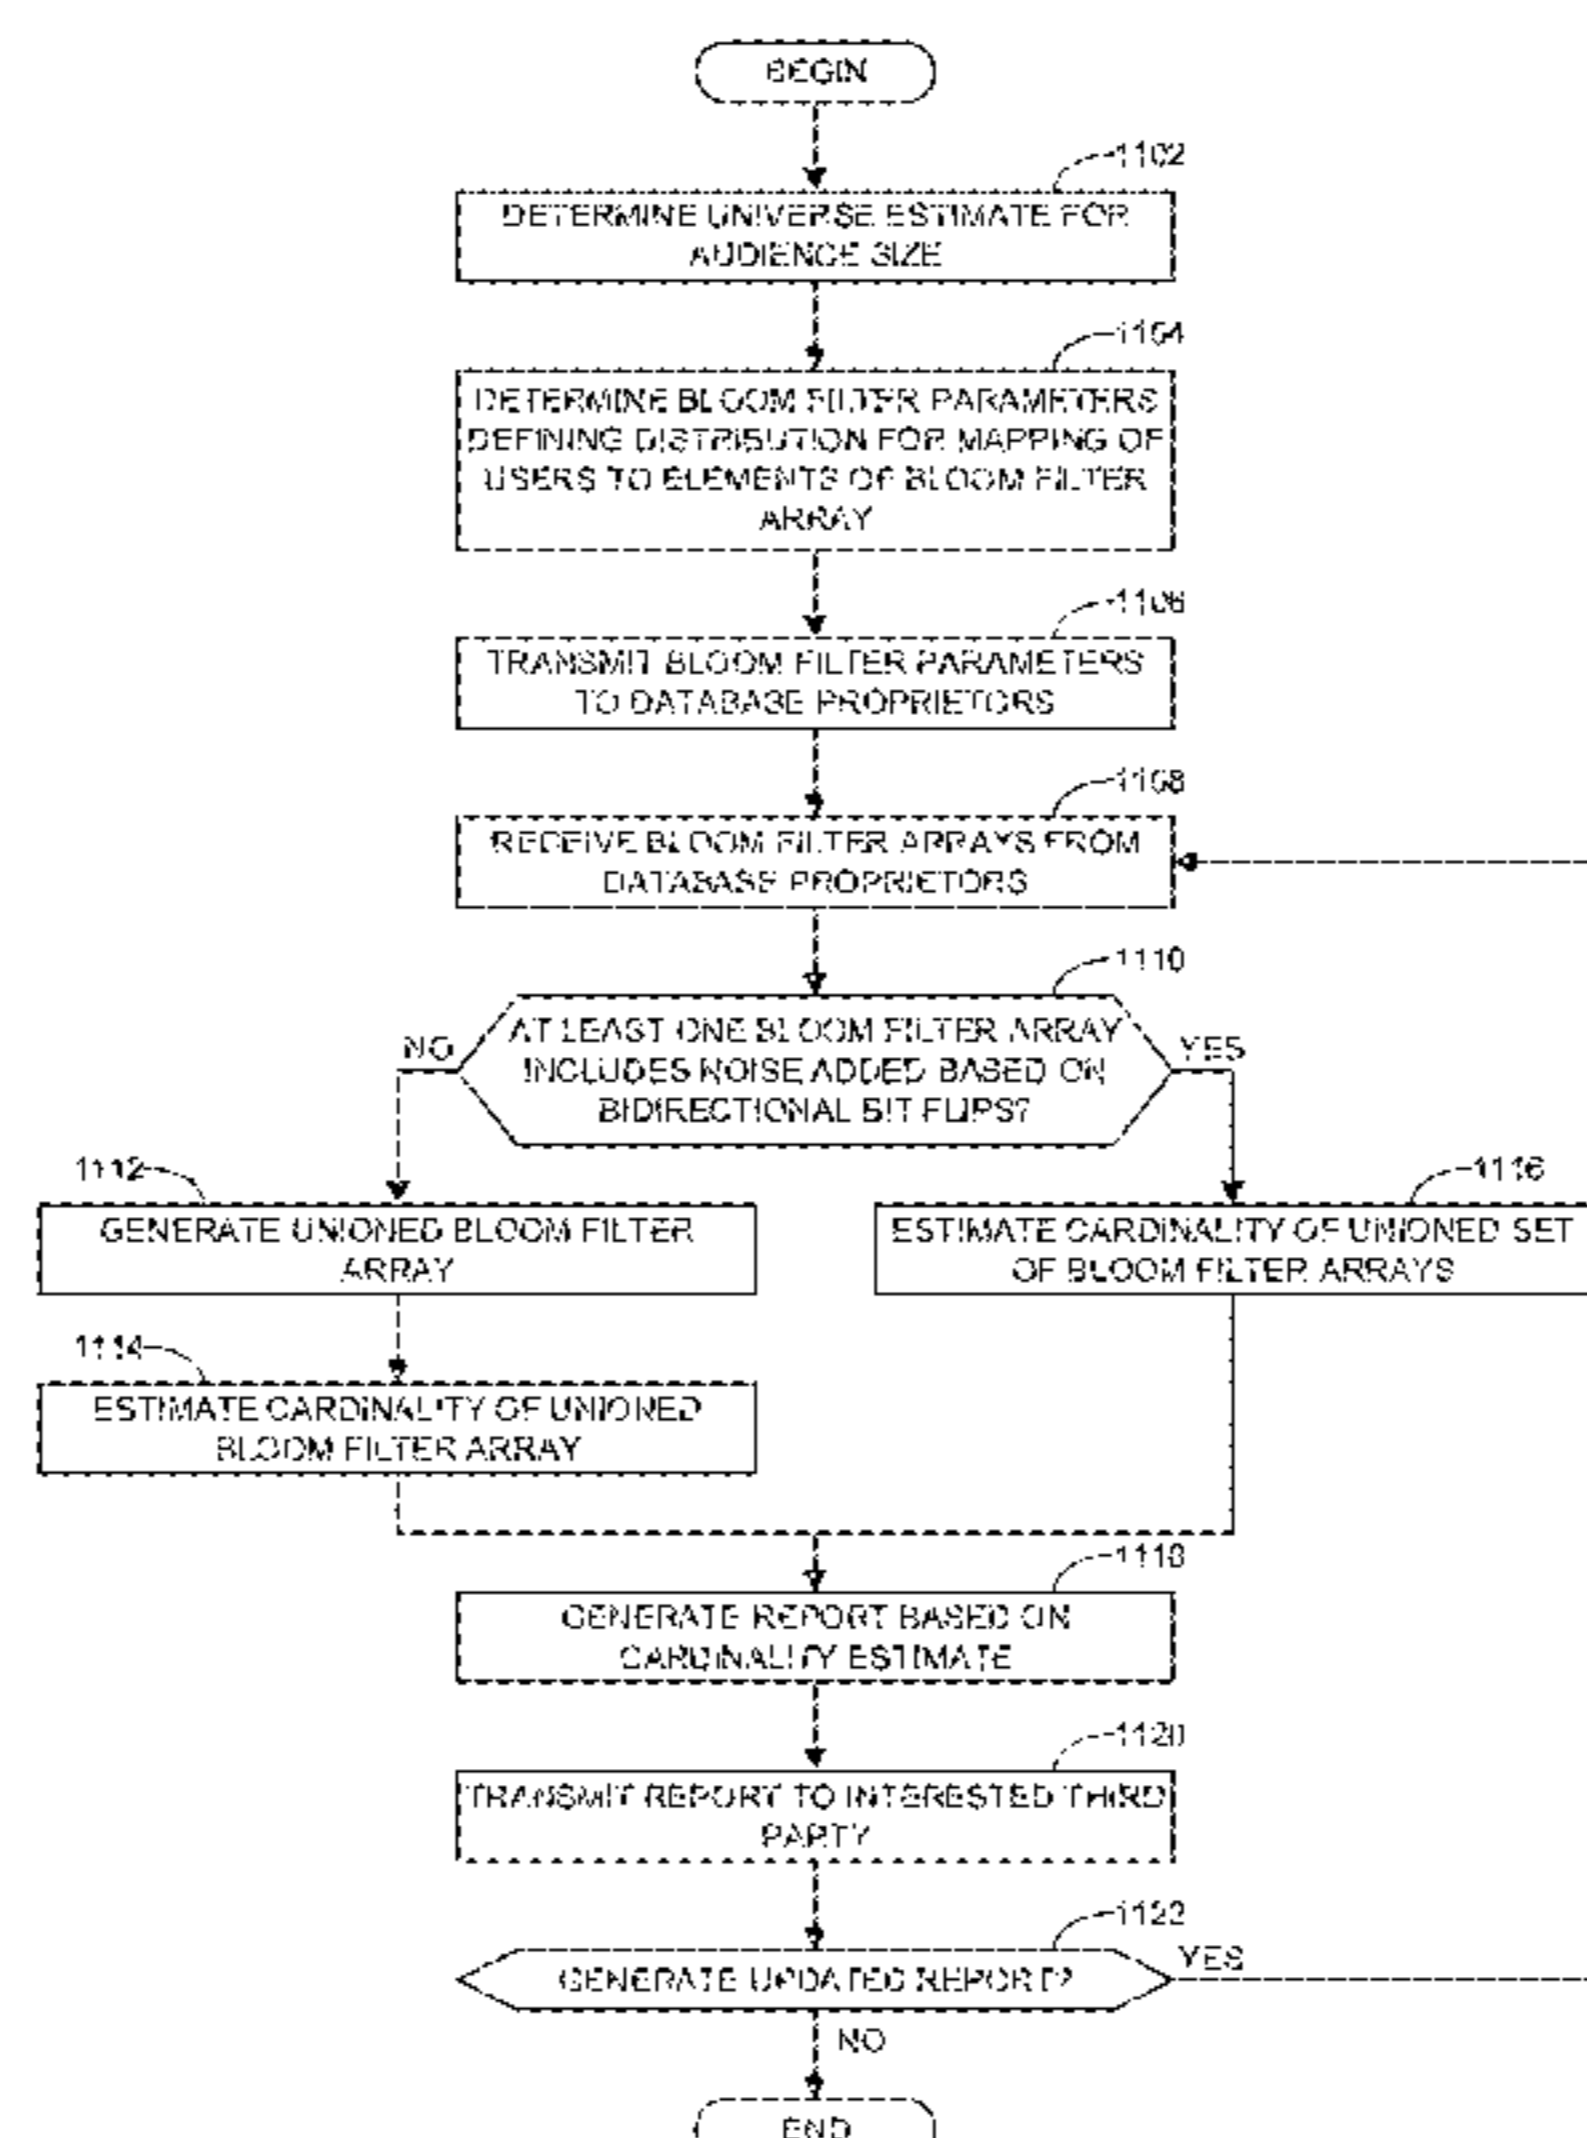 BEGIN
1102
DETERMINE UNIVERSE ESTIMATE FOR
AUDIENCE SIZE
1104
DETERMINE BLOOM FILTER PARAMETERS
DEFINING DISTRIBUTION FOR MAPPING OF
USERS TO ELEMENTS OF BLOOM FILTER
ARRAY
1106
TRANSMIT BLOOM FILTER PARAMETERS
TO DATABASE PROPRIETORS
1108
RECEIVE BLOOM FILTER ARRAYS FROM
DATABASE PROPRIETORS
1110
AT LEAST ONE BLOOM FILTER ARRAY
INCLUDES NOISE ADDED BASED ON
BIDIRECTIONAL BIT FLIPS?
NO
YES
1112
GENERATE UNIONED BLOOM FILTER
ARRAY
1116
ESTIMATE CARDINALITY OF UNIONED SET
OF BLOOM FILTER ARRAYS
1114
ESTIMATE CARDINALITY OF UNIONED
BLOOM FILTER ARRAY
1118
GENERATE REPORT BASED ON
CARDINALITY ESTIMATE
1120
TRANSMIT REPORT TO INTERESTED THIRD
PARTY
1122
GENERATE UPDATED REPORT?
YES
NO
END